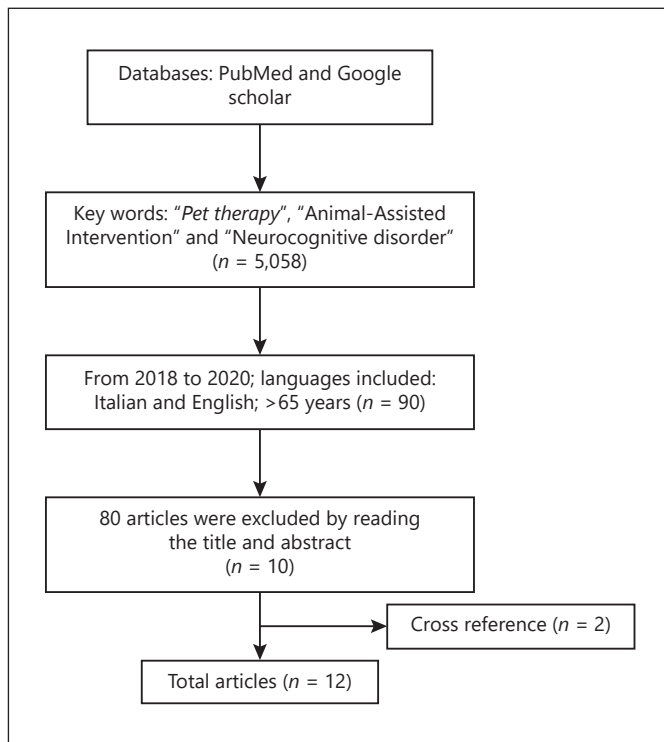 Databases: PubMed and Google
scholar
Key words: “Pet therapy”, “Animal-Assisted
Intervention” and “Neurocognitive disorder”
(n = 5,058)
From 2018 to 2020; languages included:
Italian and English; >65 years (n = 90)
80 articles were excluded by reading
the title and abstract
(n = 10)
Cross reference (n = 2)
Total articles (n = 12)